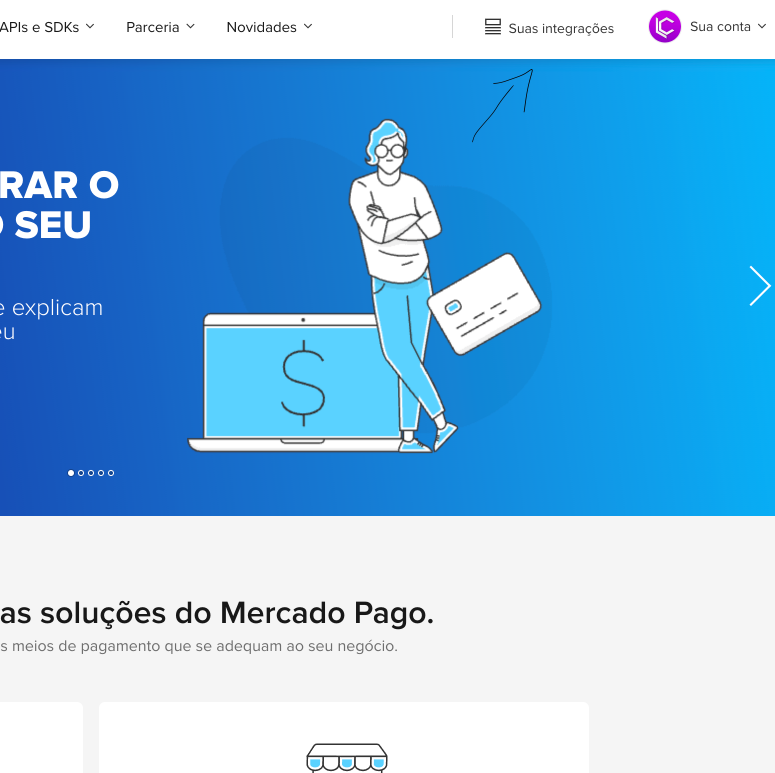 APIs e SDKs
Parceria
Novidades
Suas integrações
Sua conta
RAR O
SEU
explicam
$
as soluções do Mercado Pago.
s meios de pagamento que se adequam ao seu negócio.